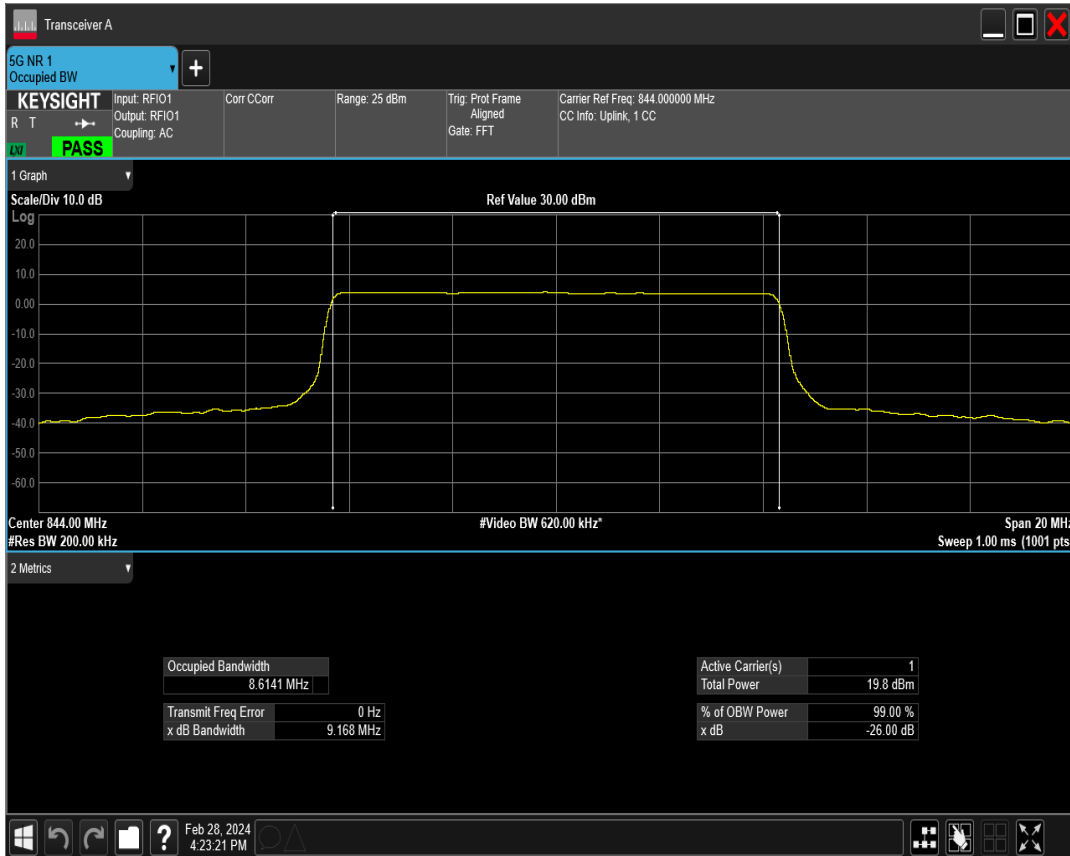 Transceiver A
5G NR 1
Occupied BW
KEYSIGHT
R T
LXI
PASS
Input: RFIO1
Output: RFIO1
Coupling: AC
Corr CCorr
Range: 25 dBm
Trig: Prot Frame
Aligned
Gate: FFT
Carrier Ref Freq: 844.000000 MHz
CC Info: Uplink, 1 CC
1 Graph
Scale/Div 10.0 dB
Ref Value 30.00 dBm
Log
20.0
10.0
0.00
-10.0
-20.0
-30.0
-40.0
-50.0
-60.0
Center 844.00 MHz
#Video BW 620.00 kHz*
Span 20 MHz
#Res BW 200.00 kHz
Sweep 1.00 ms (1001 pts
2 Metrics
Occupied Bandwidth
8.6141 MHz
Transmit Freq Error 0 Hz
x dB Bandwidth 9.168 MHz
Active Carrier(s) 1
Total Power 19.8 dBm
% of OBW Power 99.00 %
x dB -26.00 dB
?
Feb 28, 2024
4:23:21 PM